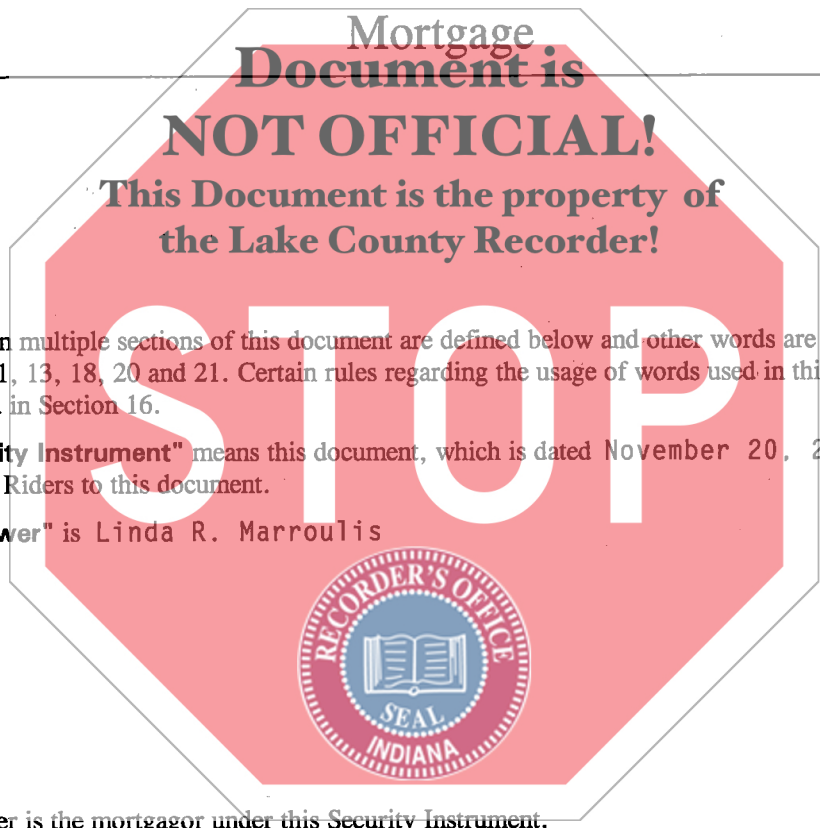 Mortgage
Document is
NOT OFFICIAL!
This Document is the property of
the Lake County Recorder!
STOP
n multiple sections of this document are defined below and other words are
1, 13, 18, 20 and 21. Certain rules regarding the usage of words used in thi
in Section 16.
ity Instrument" means this document, which is dated November 20, 2
Riders to this document.
wer" is Linda R. Marroulis
RECORDER'S OFFICE
SEAL
INDIANA
er is the mortgagor under this Security Instrument.